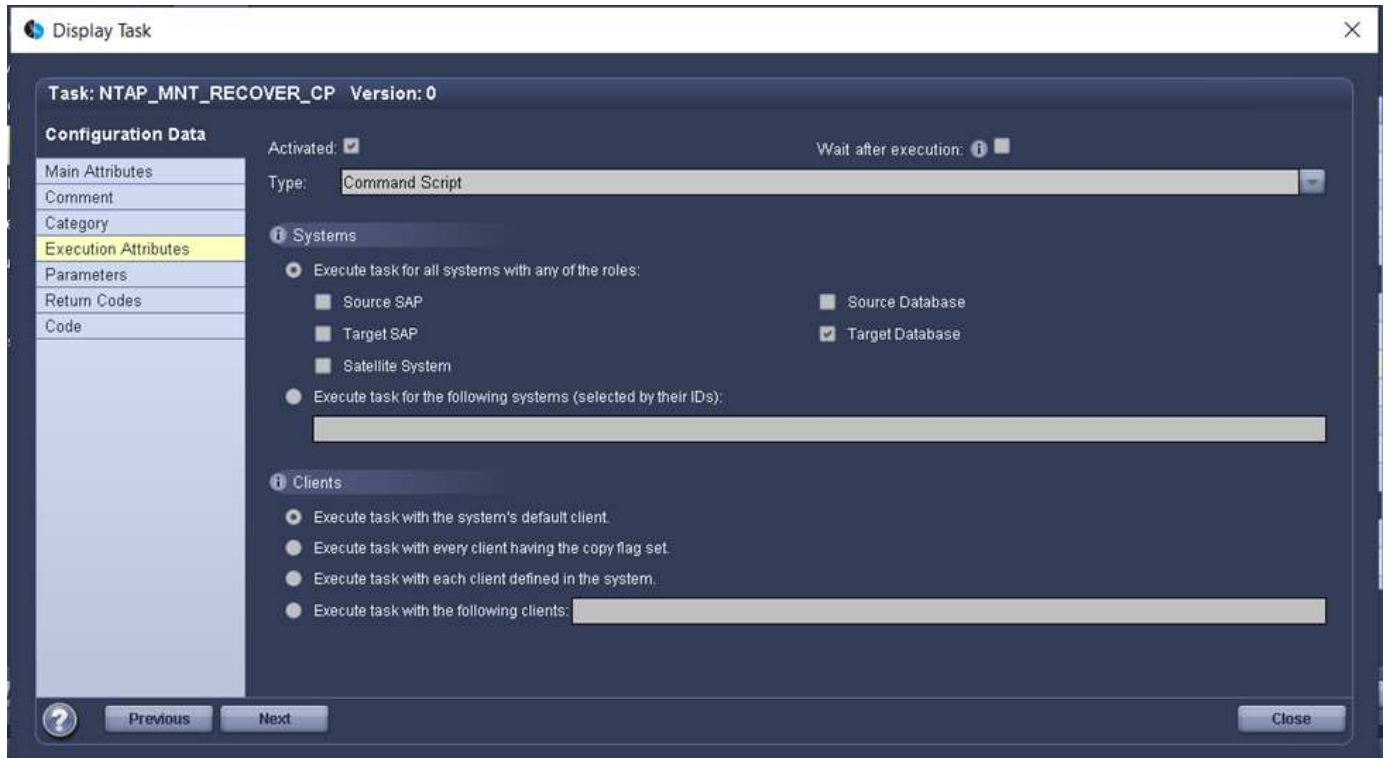 Display Task
Task: NTAP_MNT_RECOVER_CP Version: 0
Configuration Data
Main Attributes
Comment
Category
Execution Attributes
Parameters
Return Codes
Code
Activated:
Wait after execution:
Type: Command Script
Systems
Execute task for all systems with any of the roles:
Source SAP
Source Database
Target SAP
Target Database
Satellite System
Execute task for the following systems (selected by their IDs):
Clients
Execute task with the system's default client.
Execute task with every client having the copy flag set.
Execute task with each client defined in the system.
Execute task with the following clients:
Previous
Next
Close